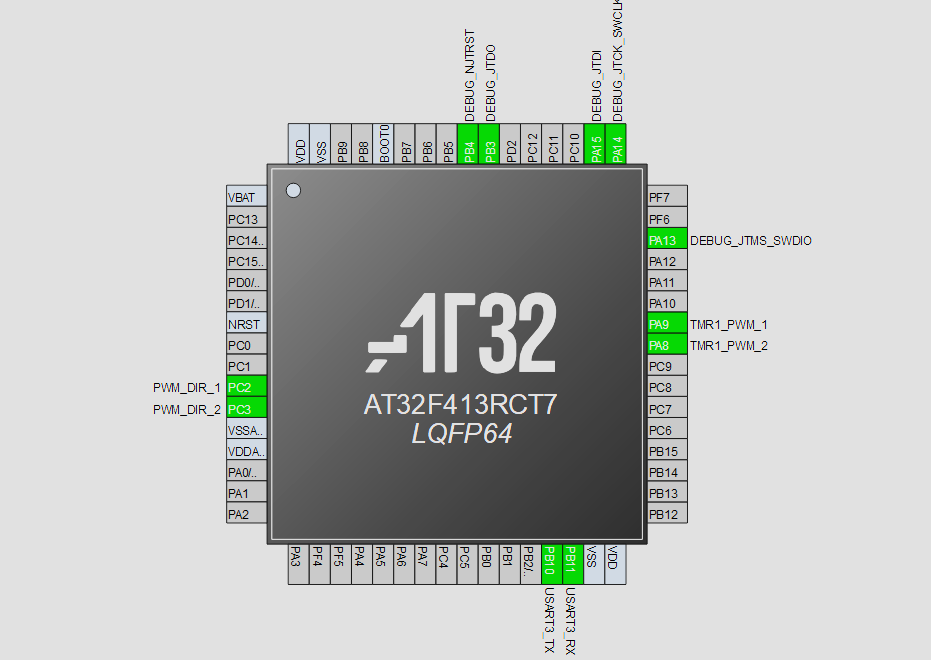 DEBUG_NJTRST
DEBUG_JTDO
DEBUG_JTDI
DEBUG_JTCK_SWCLK
VDD
VSS
PB9
PB8
BOOT0
PB7
PB6
PB5
PB4
PB3
PD2
PC12
PC11
PC10
PA15
PA14
VBAT
PC13
PC14..
PC15..
PD0/..
PD1/..
NRST
PC0
PC1
PWM_DIR_1 PC2
PWM_DIR_2 PC3
VSSA..
VDDA..
PA0/..
PA1
PA2
AT32
AT32F413RCT7
LQFP64
PF7
PF6
PA13 DEBUG_JTMS_SWDIO
PA12
PA11
PA10
PA9 TMR1_PWM_1
PA8 TMR1_PWM_2
PC9
PC8
PC7
PC6
PB15
PB14
PB13
PB12
PA3
PF4
PF5
PA4
PA5
PA6
PA7
PC4
PC5
PB0
PB1
PB2/..
PB10
PB11
VSS
VDD
USART3_TX
USART3_RX